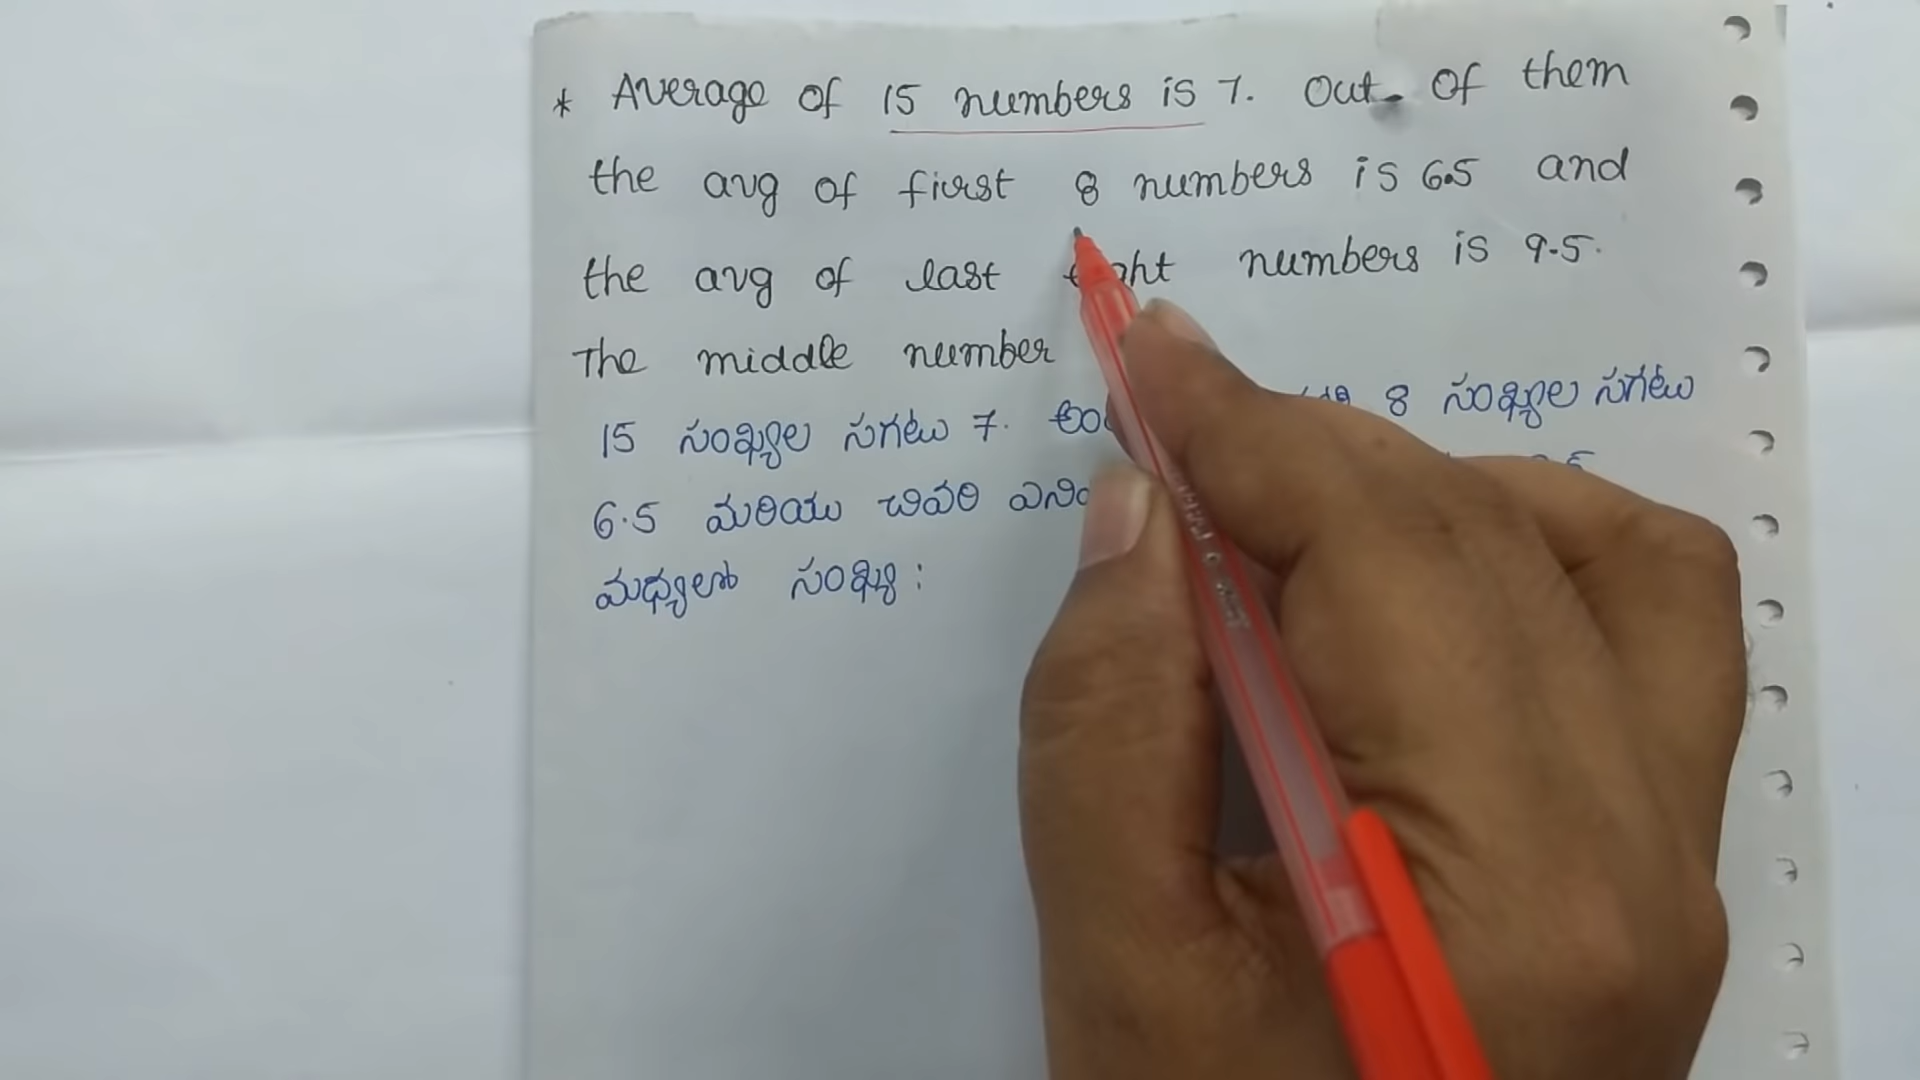 * Average of 15 numbers is 7. Out of them
the avg of first 8 numbers is 6.5 and
the avg of last numbers is 9.5.
The middle number
15 సంఖ్యల సగటు 7. 8 సంఖ్యల సగటు
6.5 మరియు చివరి
మధ్యలో సంఖ్య :